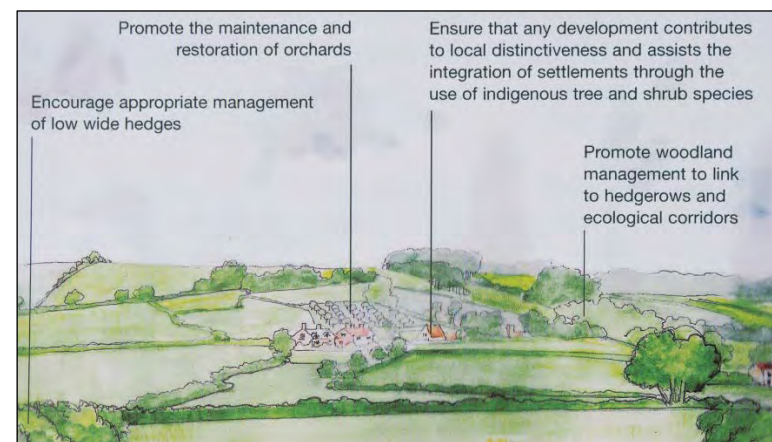 Promote the maintenance and
restoration of orchards
Ensure that any development contributes
to local distinctiveness and assists the
integration of settlements through the
use of indigenous tree and shrub species
Encourage appropriate management
of low wide hedges
Promote woodland
management to link
to hedgerows and
ecological corridors